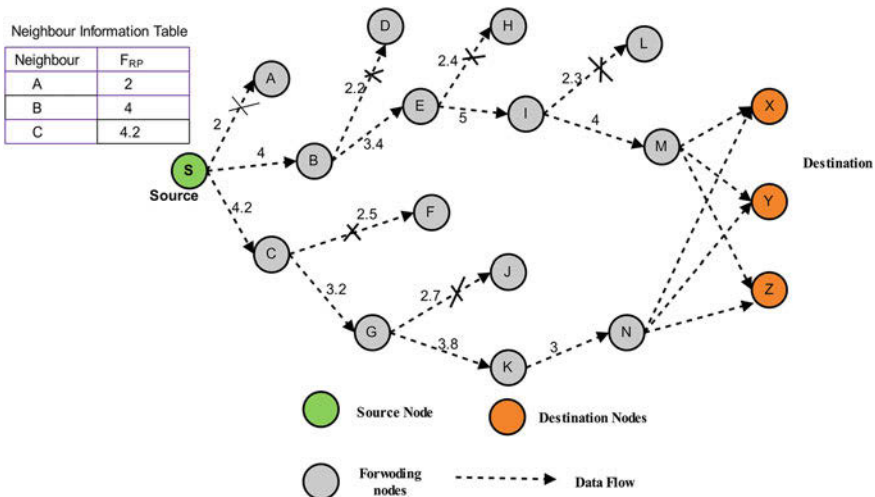 Neighbour Information Table
Neighbour F_RP
A 2
B 4
C 4.2
D
H
L
A
2.2
2.4
2.3
X
2
E
5
I
4
B
3.4
M
4
S
Destination
Source
4.2
2.5
F
Y
C
3.2
2.7
J
Z
G
3.8
3
N
K
Source Node
Destination Nodes
Forwoding
nodes
Data Flow